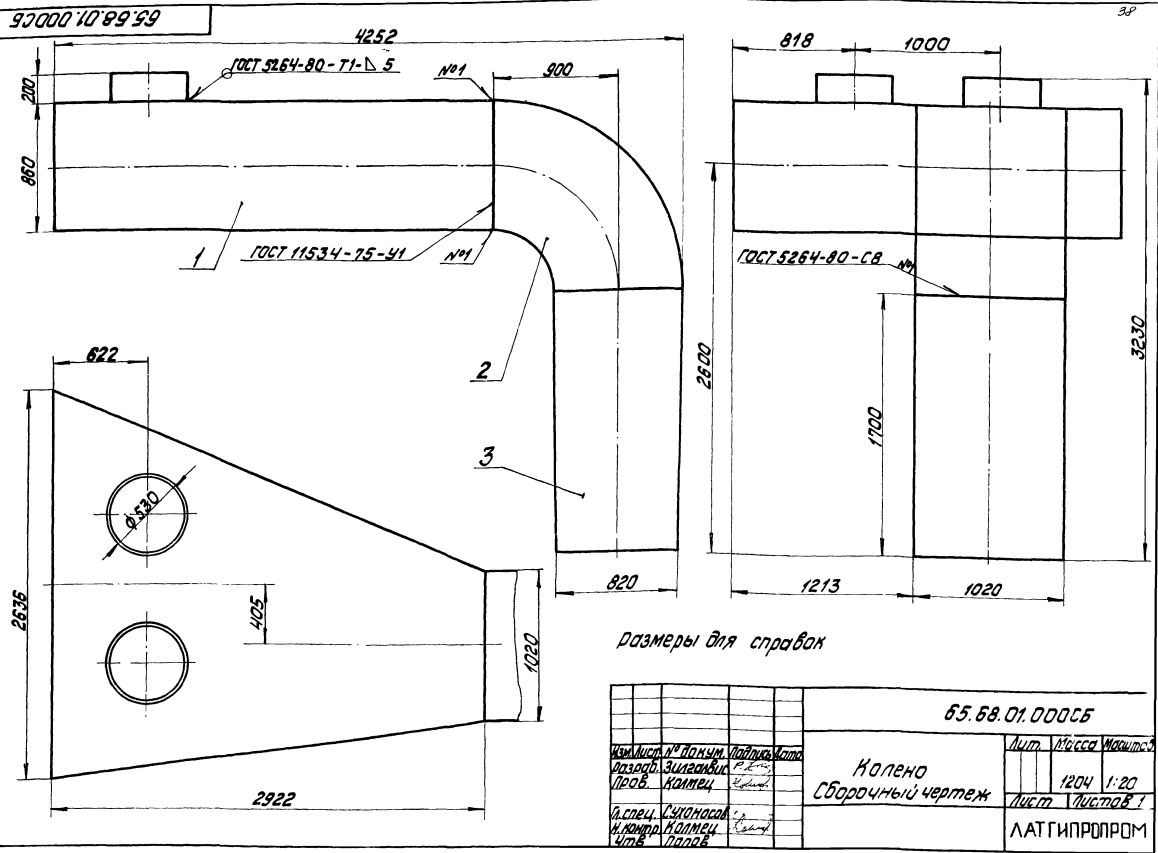 38
65.68.01.000СБ
4252
ГОСТ 5264-80-Т1-⊿ 5
№1
900
200
860
1
ГОСТ 11534-75-У1
№1
2
3
820
818
1000
ГОСТ 5264-80-С8
№1
2600
1700
3230
1213
1020
622
ф530
2636
405
1020
2922
Размеры для справок
65.68.01.000СБ
Изм. Лист № докум. Подпись Дата
Разраб.
Пров. Колтец
Гл.спец. Сухоносов
Н.контр. Колтец
Утв. Попов
Колено
Сборочный чертеж
Лит. Масса Масштаб
1204 1:20
Лист Листов 1
ЛАТГИПРОПРОМ